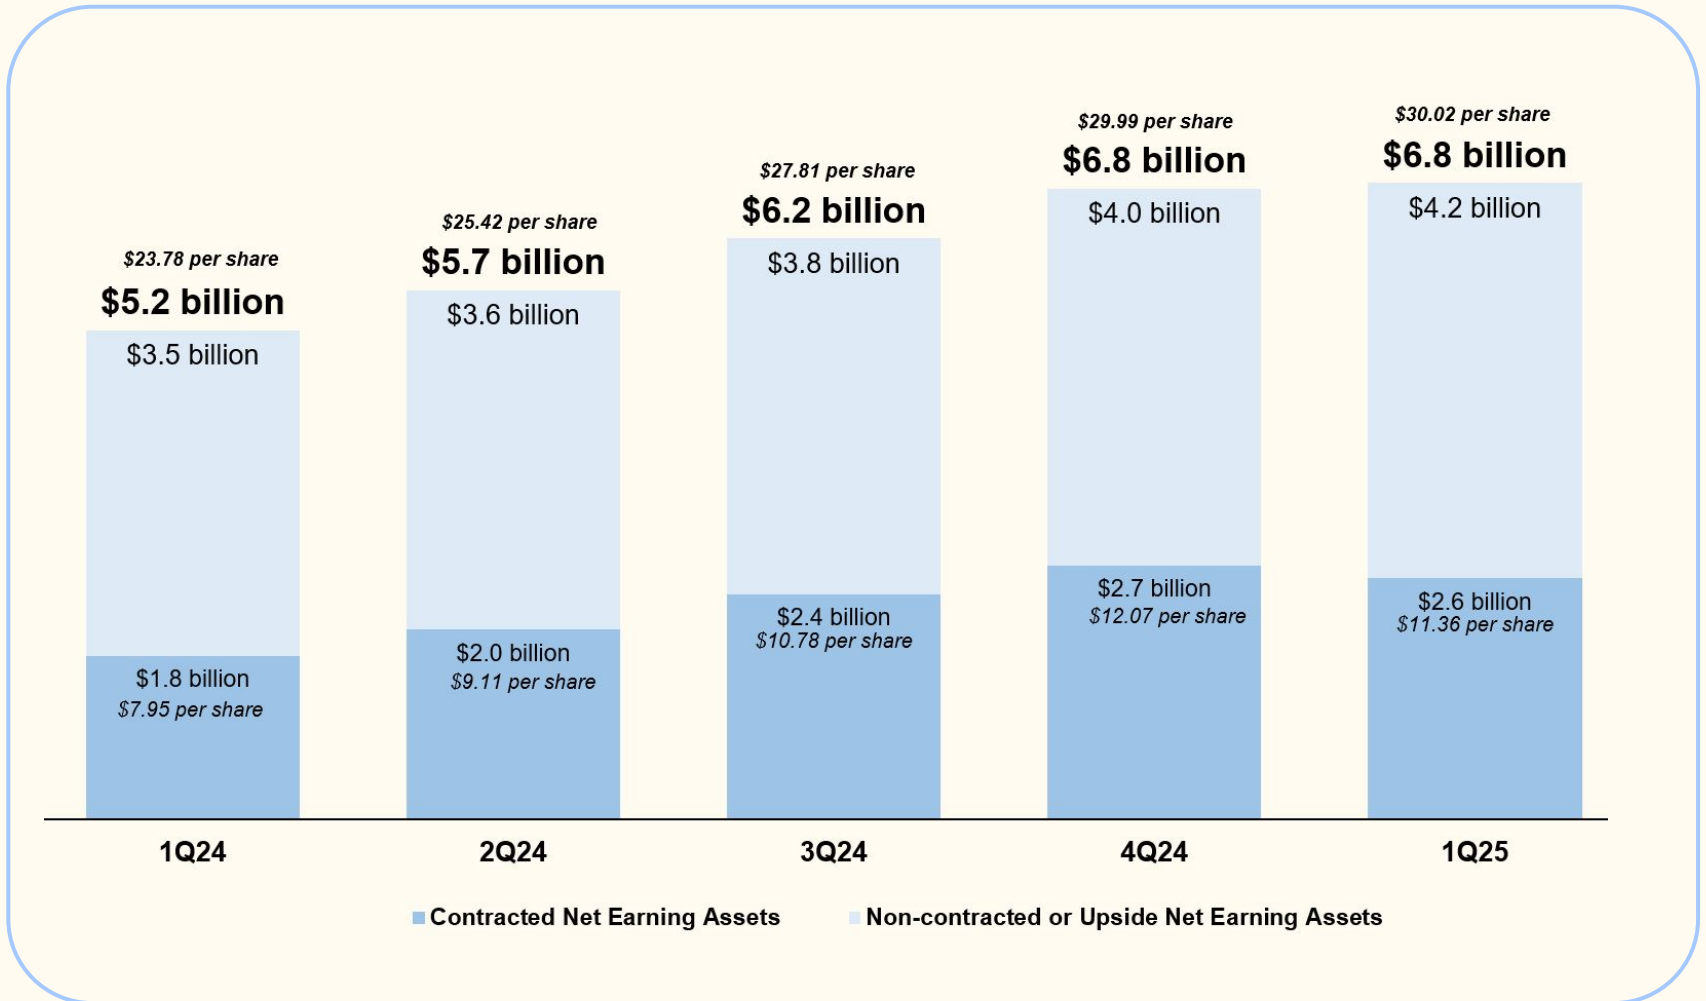 $23.78 per share
$5.2 billion
$3.5 billion
$1.8 billion
$7.95 per share
1Q24
$25.42 per share
$5.7 billion
$3.6 billion
$2.0 billion
$9.11 per share
2Q24
$27.81 per share
$6.2 billion
$3.8 billion
$2.4 billion
$10.78 per share
3Q24
$29.99 per share
$6.8 billion
$4.0 billion
$2.7 billion
$12.07 per share
4Q24
$30.02 per share
$6.8 billion
$4.2 billion
$2.6 billion
$11.36 per share
1Q25
Contracted Net Earning Assets
Non-contracted or Upside Net Earning Assets